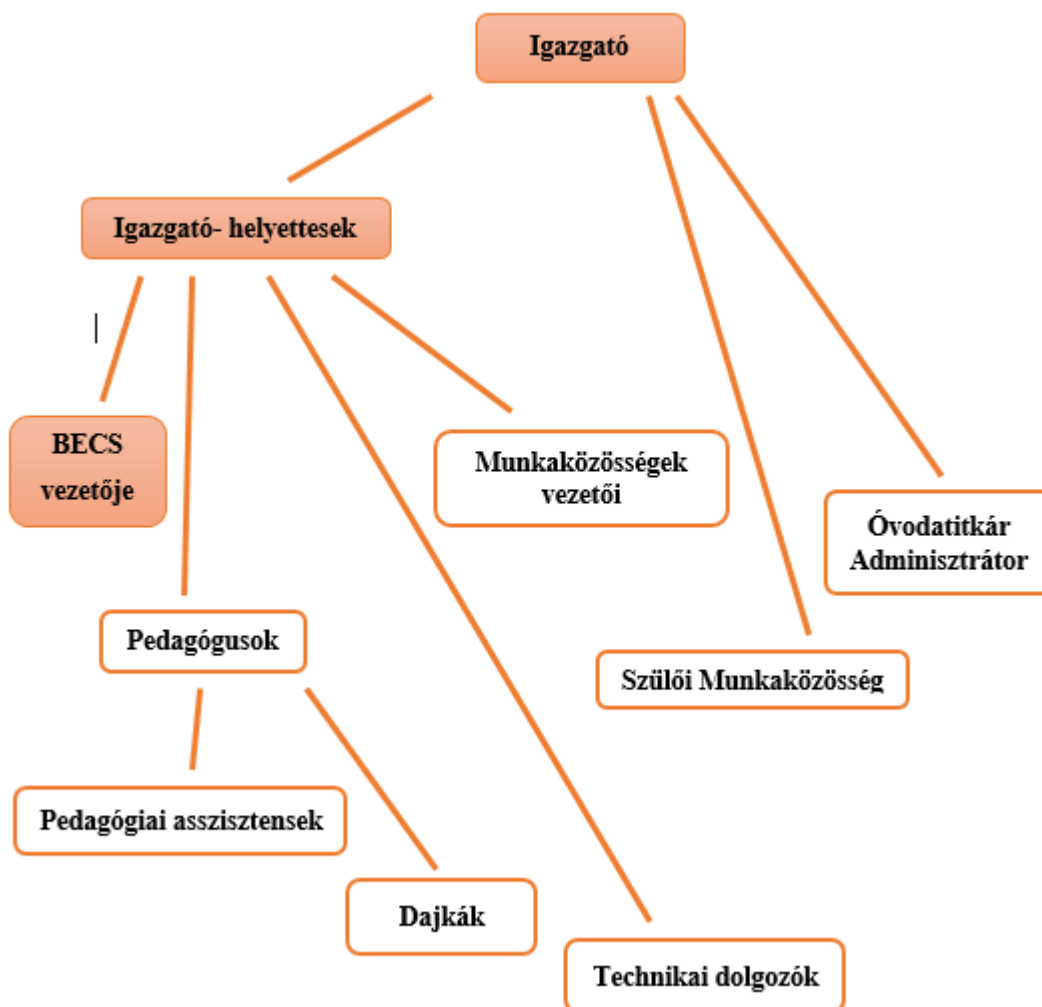 Igazgató
Igazgató- helyettesek
BECS
vezetője
Munkaközösségek
vezetői
Óvodatitkár
Adminisztrátor
Pedagógusok
Szülői Munkaközösség
Pedagógiai asszisztensek
Dajkák
Technikai dolgozók